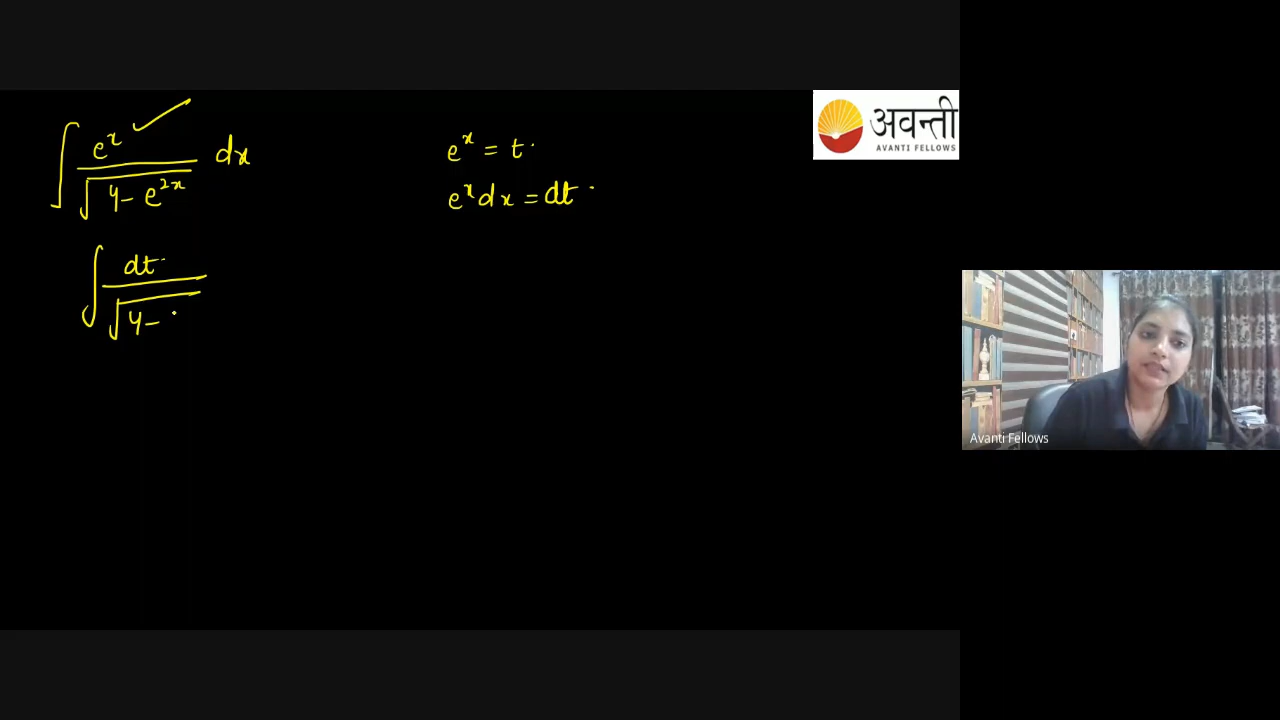 ∫ e^x / √(4 - e^{2x}) dx
e^x = t.
e^x dx = dt.
∫ dt / √(4 -
अवन्ती
AVANTI FELLOWS
Avanti Fellows